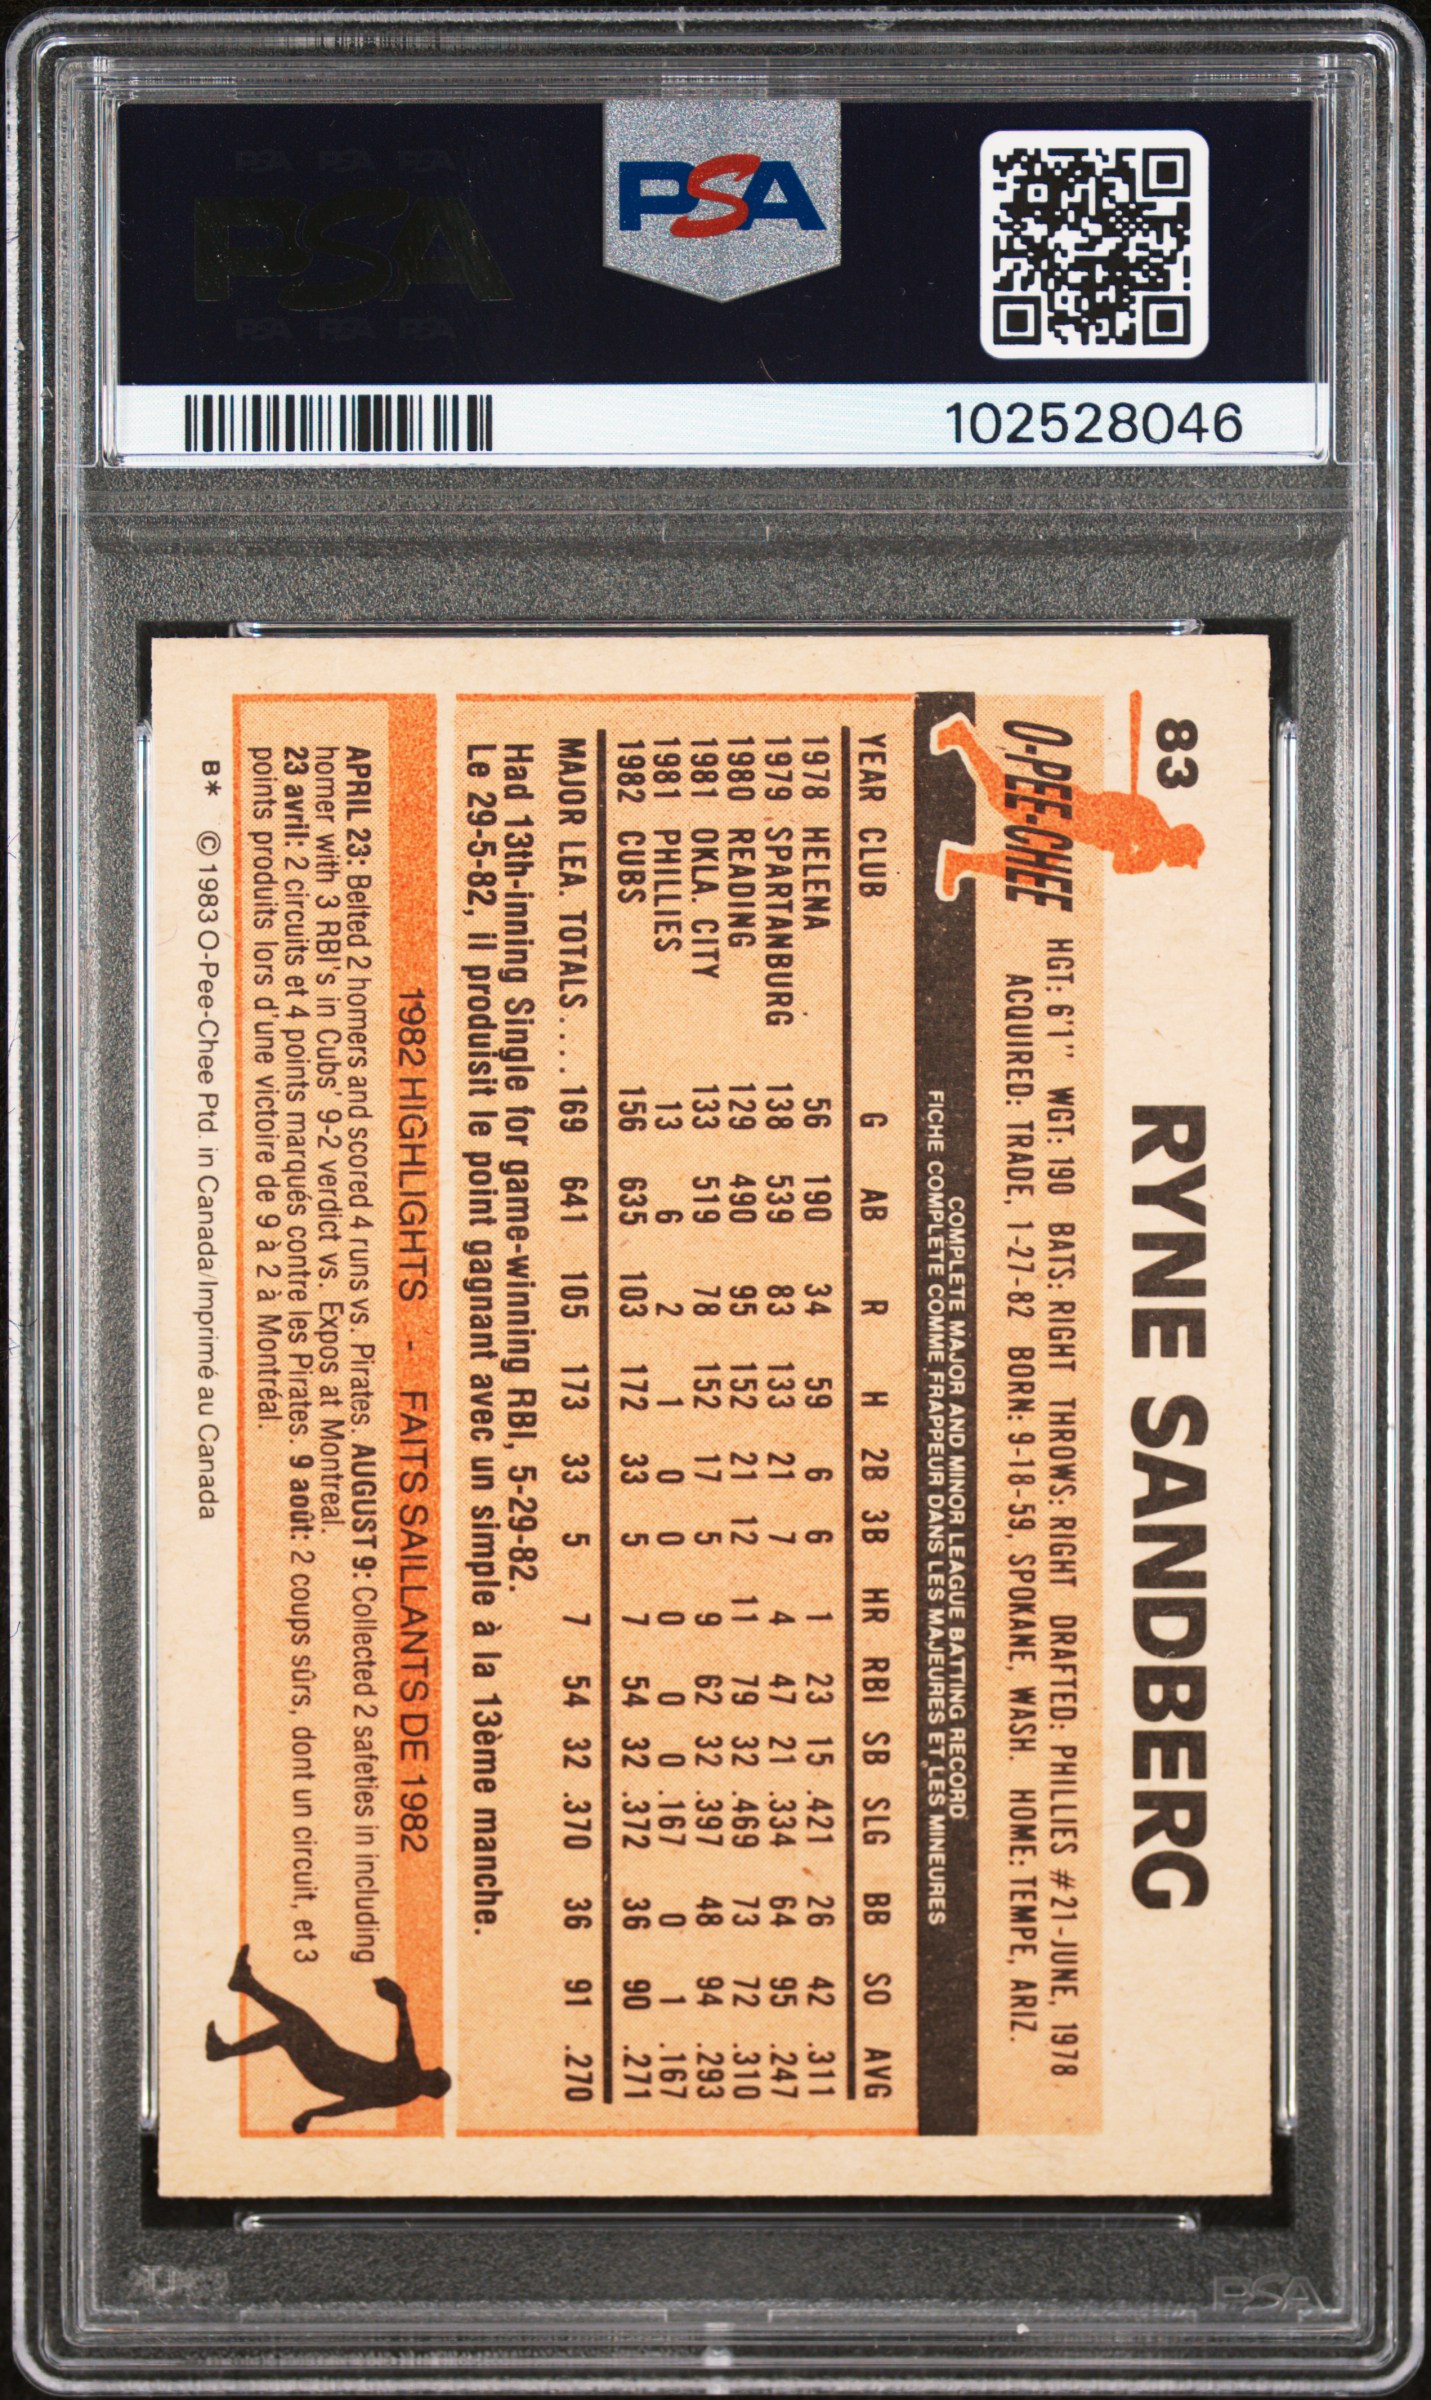 PSA PSA PSA
PSA
PSA PSA PSA
PSA
102528046
83
RYNE SANDBERG
O-PEE-CHEE
HGT: 6'1" WGT: 190 BATS: RIGHT THROWS: RIGHT DRAFTED: PHILLIES #21-JUNE, 1978
ACQUIRED: TRADE, 1-27-82 BORN: 9-18-59, SPOKANE, WASH. HOME: TEMPE, ARIZ.
COMPLETE MAJOR AND MINOR LEAGUE BATTING RECORD
FICHE COMPLETE COMME FRAPPEUR DANS LES MAJEURES ET LES MINEURES
YEAR CLUB G AB R H 2B 3B HR RBI SB SLG BB SO AVG
1978 HELENA 56 190 34 59 6 6 1 23 15 .421 26 42 .311
1979 SPARTANBURG 138 539 83 133 21 7 4 47 21 .334 64 95 .247
1980 READING 129 490 95 152 21 12 11 79 32 .469 73 72 .310
1981 OKLA. CITY 133 519 78 152 17 5 9 62 32 .397 48 94 .293
1981 PHILLIES 13 6 2 1 0 0 0 0 0 .167 0 1 .167
1982 CUBS 156 635 103 172 33 5 7 54 32 .372 36 90 .271
MAJOR LEA. TOTALS.... 169 641 105 173 33 5 7 54 32 .370 36 91 .270
Had 13th-inning Single for game-winning RBI, 5-29-82.
Le 29-5-82, il produisit le point gagnant avec un simple à la 13ème manche.
1982 HIGHLIGHTS - FAITS SAILLANTS DE 1982
APRIL 23: Belted 2 homers and scored 4 runs vs. Pirates. AUGUST 9: Collected 2 safeties in including
homer with 3 RBI's in Cubs' 9-2 verdict vs. Expos at Montreal.
23 avril: 2 circuits et 4 points marqués contre les Pirates. 9 août: 2 coups sûrs, dont un circuit, et 3
points produits lors d'une victoire de 9 à 2 à Montréal.
B* © 1983 O-Pee-Chee Ptd. in Canada/Imprimé au Canada
PSA